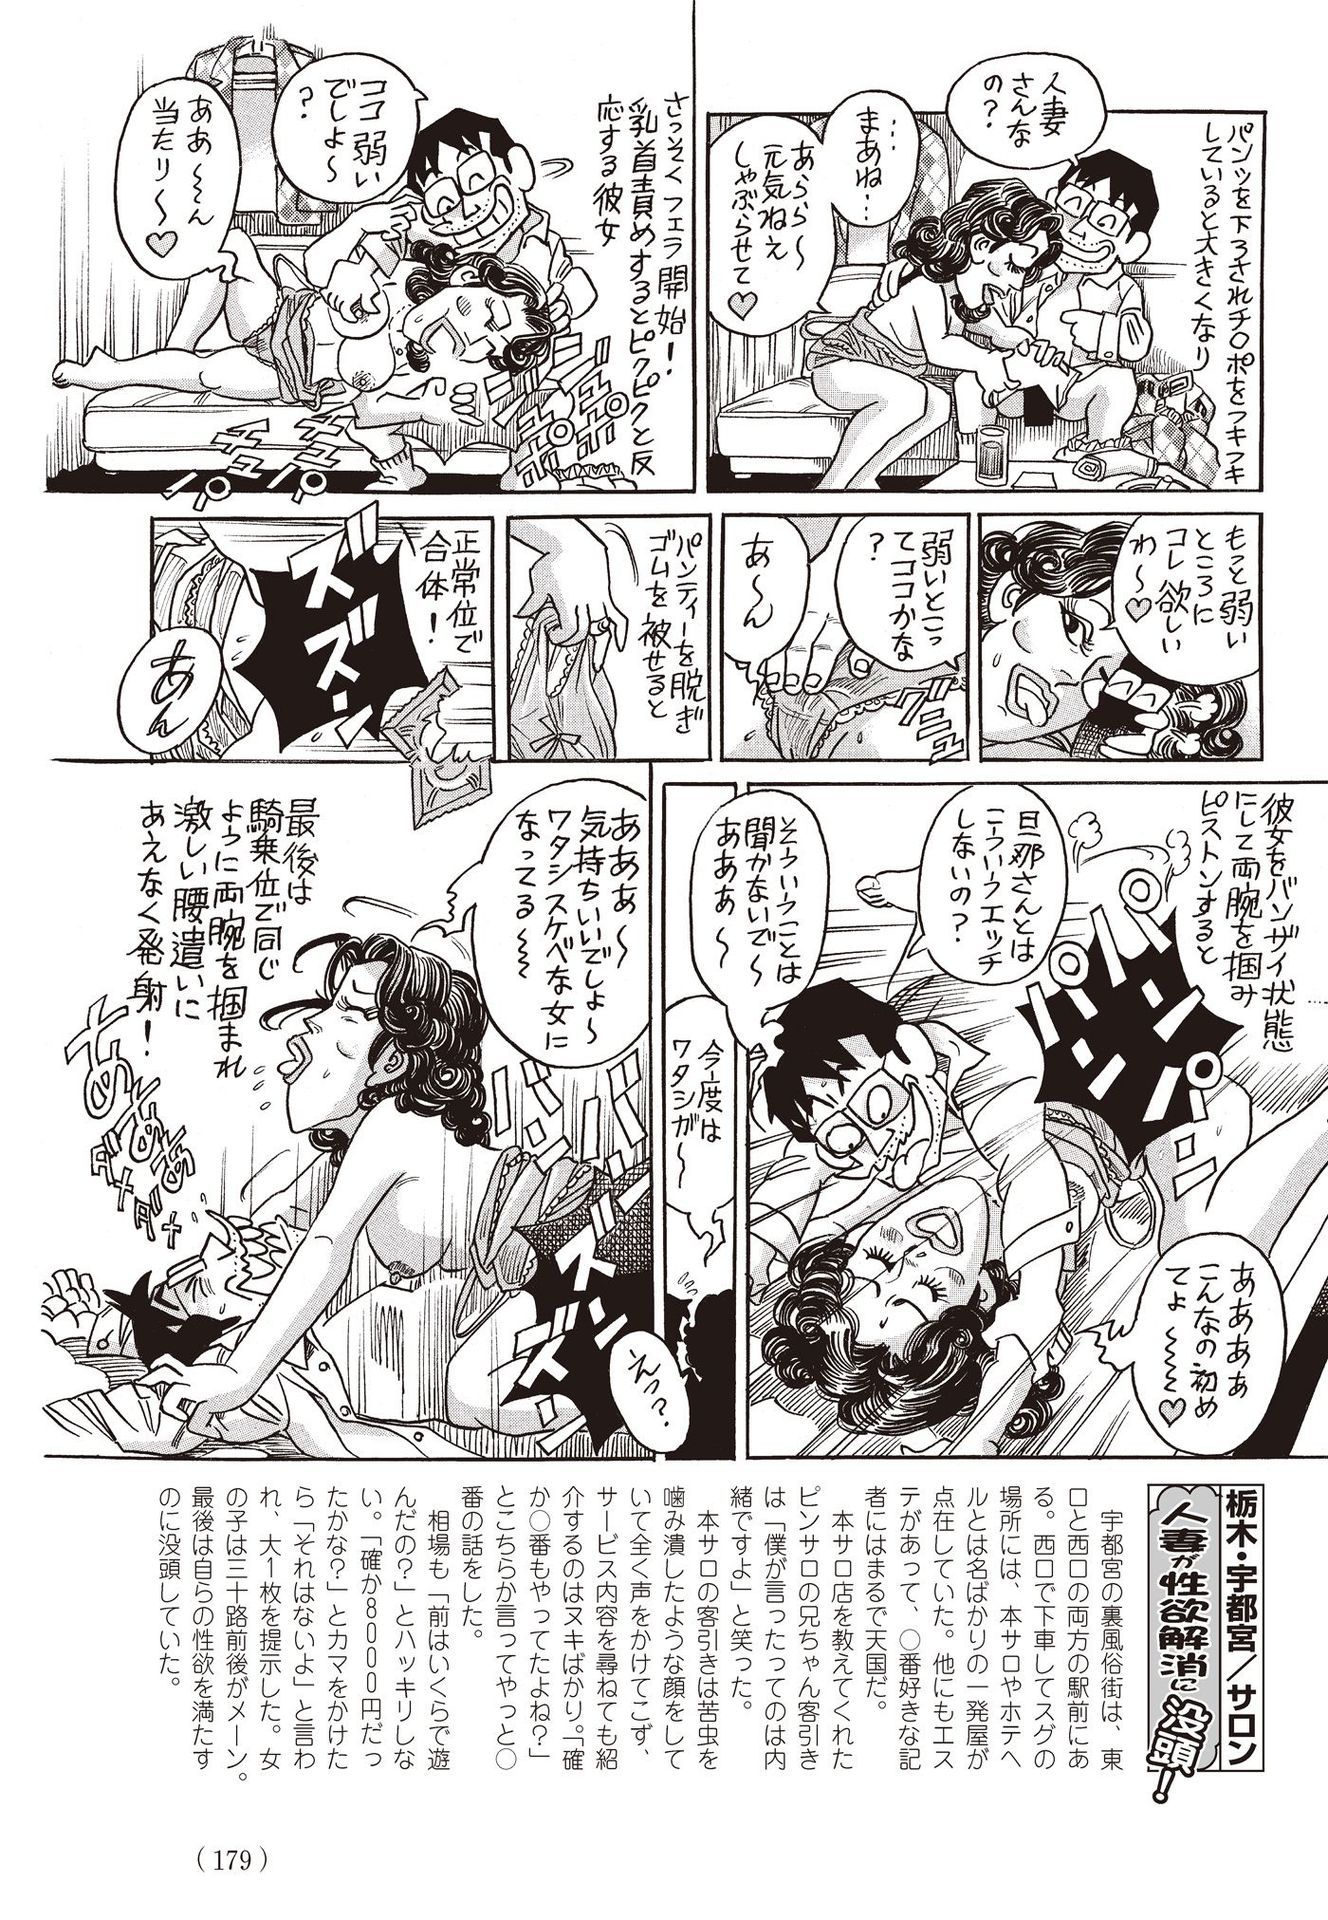 パンツを下ろされチ○ポをフキフキ
していると大きくなり
人妻
さんな
の?
まあね…
あらら〜
元気ねえ
しゃぶらせて♡
さっそくフェラ開始!
乳首責めするとピクピクと反
応する彼女
ココ弱い
でしょ〜
?
ああ〜〜ん
当たり〜♡
チュポ
チュポ
チュパ
チュパ
もっと弱い
ところに
コレ欲しい
わ〜♡
弱いとこっ
てココかな
?
あ〜ん
グニュ
パンティーを脱ぎ
ゴムを被せると
正常位で
合体!
ズズン
あん
彼女をバンザイ状態
にして両腕を掴み
ピストンすると
パンパン
パン
旦那さんとは
こーいうエッチ
しないの?
そういうことは
聞かないで〜
あああ〜
ああああ
こんなの初め
てよ〜〜〜〜♡
今度は
ワタシが〜
えっ?
あああ〜
気持ちいいでしょ〜
ワタシスケベな女に
なってる〜〜〜
最後は
騎乗位で同じ
ように両腕を掴まれ
激しい腰遣いに
あえなく発射!
ズズン
栃木・宇都宮/サロン
人妻が性欲解消に没頭!
宇都宮の裏風俗街は、東
口と西口の両方の駅前にあ
る。西口で下車してスグの
場所には、本サロやホテヘ
ルとは名ばかりの一発屋が
点在していた。他にもエス
テがあって、○番好きな記
者にはまるで天国だ。
本サロ店を教えてくれた
ピンサロの兄ちゃん客引き
は「僕が言ったってのは内
緒ですよ」と笑った。
本サロの客引きは苦虫を
噛み潰したような顔をして
いて全く声をかけてこず、
サービス内容を尋ねても紹
介するのはヌキばかり。「確
か○番もやってたよね?」
とこちらか言ってやっと○
番の話をした。
相場も「前はいくらで遊
んだの?」とハッキリしな
い。「確か8000円だっ
たかな?」とカマをかけた
ら「それはないよ」と言わ
れ、大1枚を提示した。女
の子は三十路前後がメーン。
最後は自らの性欲を満たす
のに没頭していた。
(179)